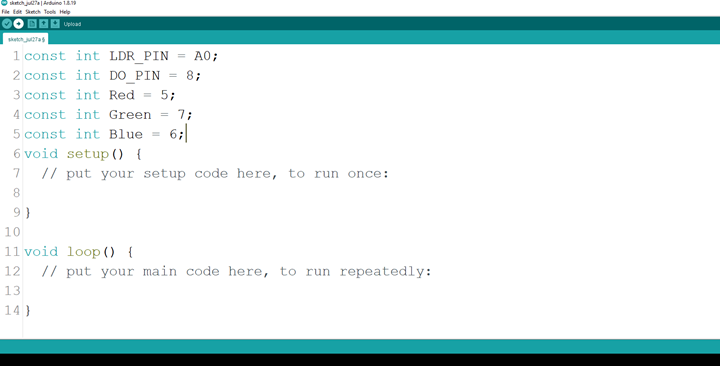 sketch_jul27a | Arduino 1.8.19
File Edit Sketch Tools Help
Upload
sketch_jul27a §
1 const int LDR_PIN = A0;
2 const int DO_PIN = 8;
3 const int Red = 5;
4 const int Green = 7;
5 const int Blue = 6;
6 void setup() {
7 // put your setup code here, to run once:
8
9 }
10
11 void loop() {
12 // put your main code here, to run repeatedly:
13
14 }